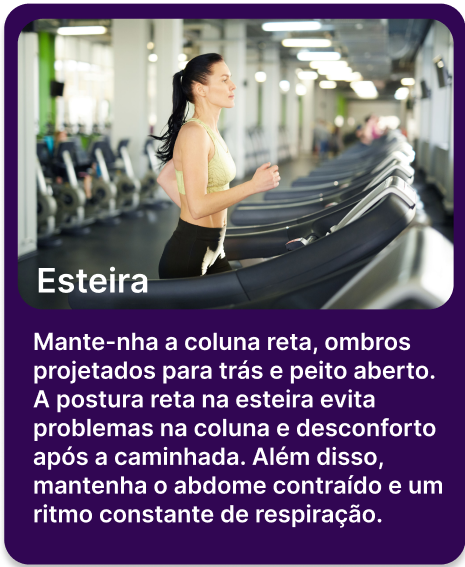 Esteira
Mante-nha a coluna reta, ombros
projetados para trás e peito aberto.
A postura reta na esteira evita
problemas na coluna e desconforto
após a caminhada. Além disso,
mantenha o abdome contraído e um
ritmo constante de respiração.